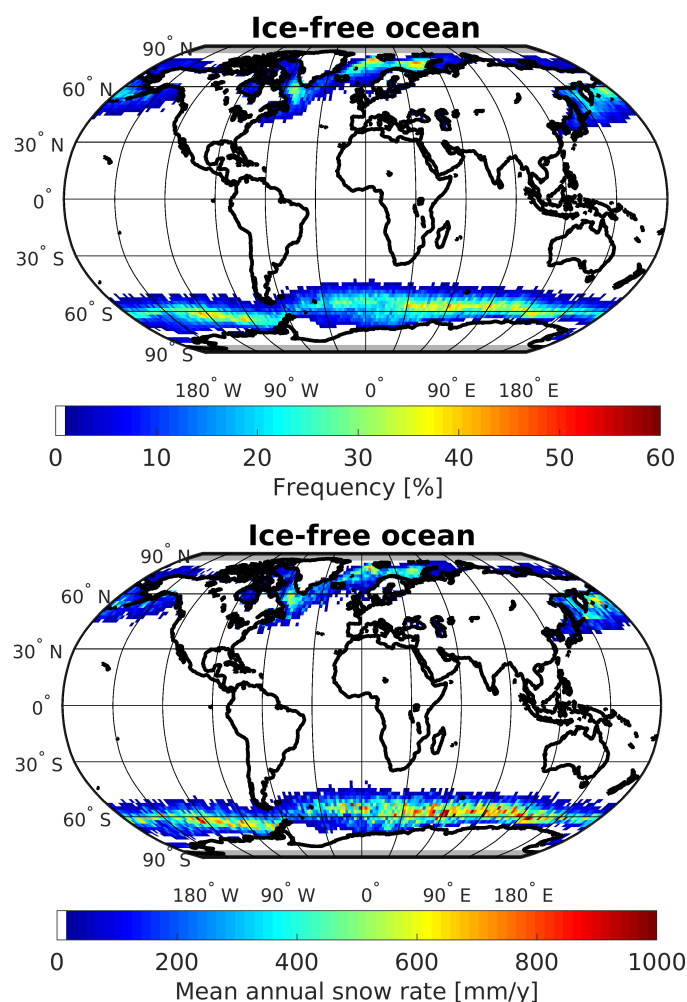 Ice-free ocean
90° N
60° N
30° N
0°
30° S
60° S
90° S
180° W 90° W 0° 90° E 180° E
0 10 20 30 40 50 60
Frequency [%]
Ice-free ocean
90° N
60° N
30° N
0°
30° S
60° S
90° S
180° W 90° W 0° 90° E 180° E
0 200 400 600 800 1000
Mean annual snow rate [mm/y]